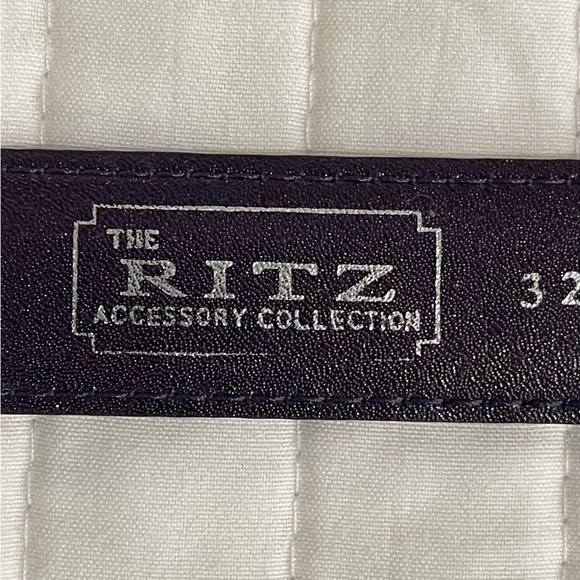 THE
RITZ
ACCESSORY COLLECTION
32